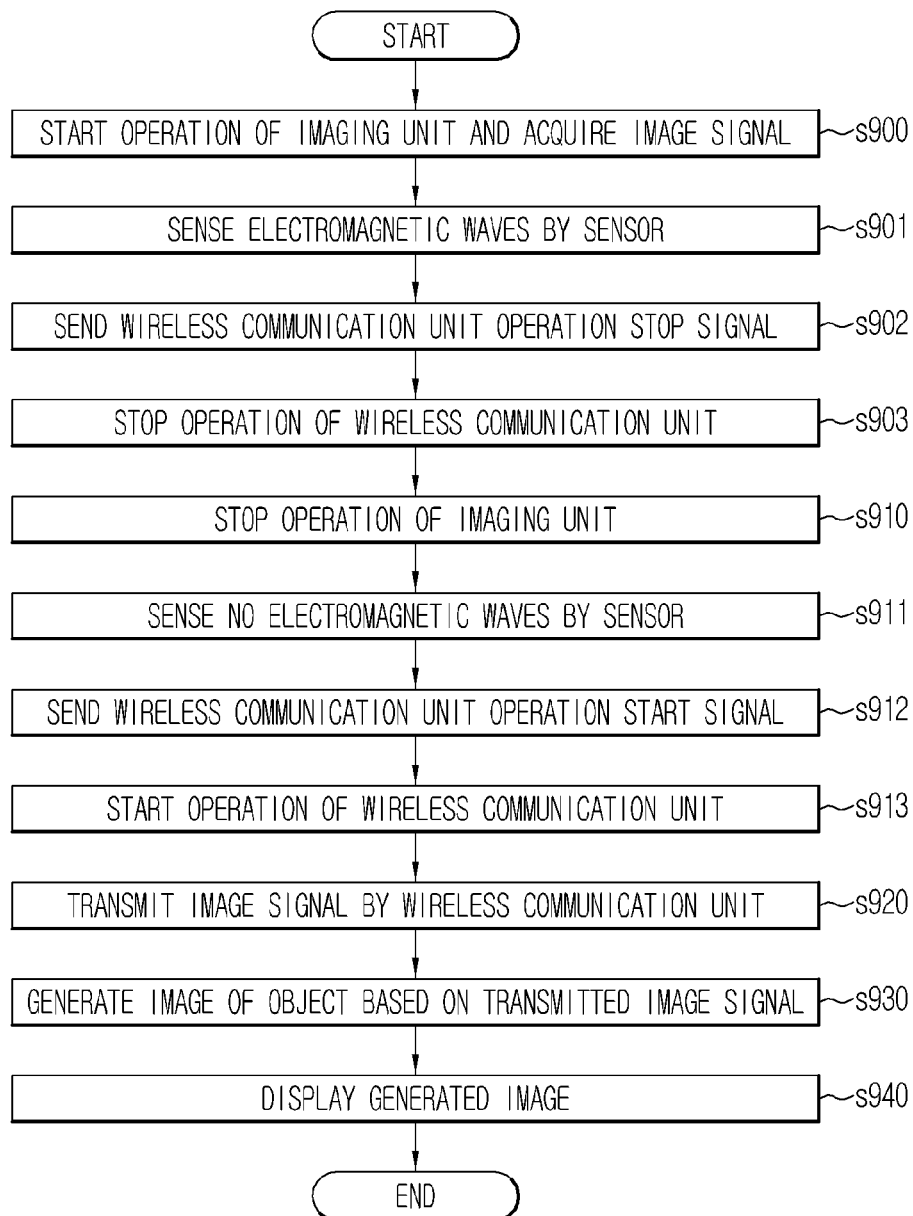 START
START OPERATION OF IMAGING UNIT AND ACQUIRE IMAGE SIGNAL s900
SENSE ELECTROMAGNETIC WAVES BY SENSOR s901
SEND WIRELESS COMMUNICATION UNIT OPERATION STOP SIGNAL s902
STOP OPERATION OF WIRELESS COMMUNICATION UNIT s903
STOP OPERATION OF IMAGING UNIT s910
SENSE NO ELECTROMAGNETIC WAVES BY SENSOR s911
SEND WIRELESS COMMUNICATION UNIT OPERATION START SIGNAL s912
START OPERATION OF WIRELESS COMMUNICATION UNIT s913
TRANSMIT IMAGE SIGNAL BY WIRELESS COMMUNICATION UNIT s920
GENERATE IMAGE OF OBJECT BASED ON TRANSMITTED IMAGE SIGNAL s930
DISPLAY GENERATED IMAGE s940
END